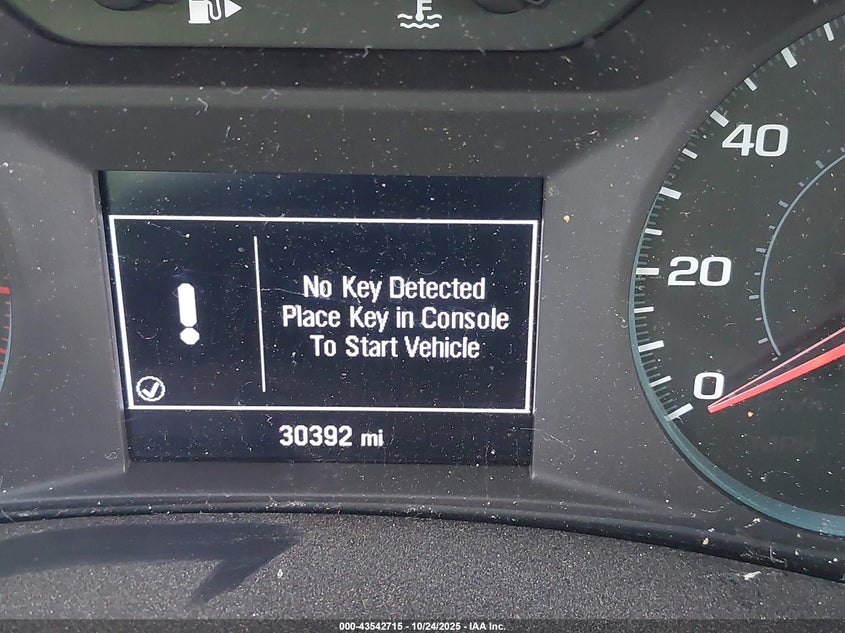 F
40
No Key Detected
Place Key in Console
To Start Vehicle
20
0
30392 mi
000-43542715 - 10/24/2025 - IAA Inc.